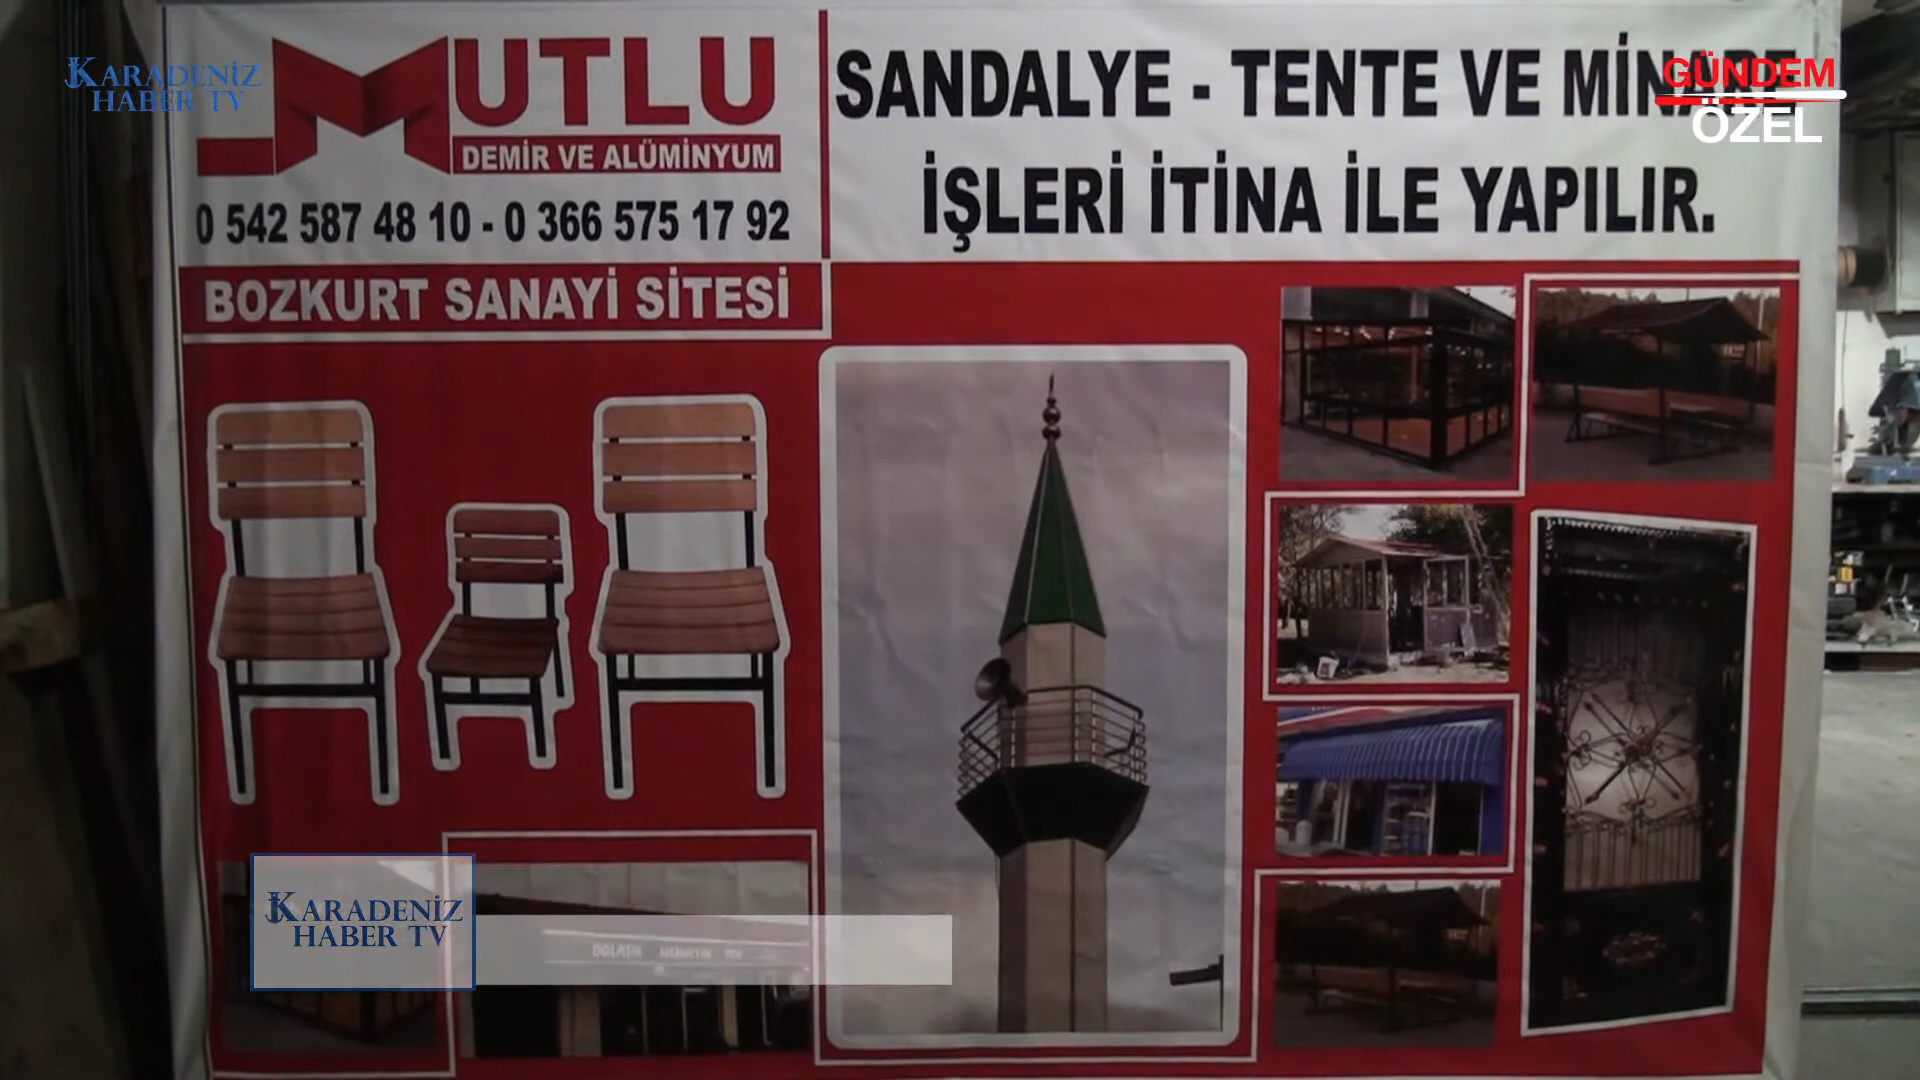 KARADENİZ
HABER TV
MUTLU
DEMİR VE ALÜMİNYUM
0 542 587 48 10 - 0 366 575 17 92
BOZKURT SANAYİ SİTESİ
SANDALYE - TENTE VE MİNARE
İŞLERİ İTİNA İLE YAPILIR.
GÜNDEM
ÖZEL
KARADENİZ
HABER TV